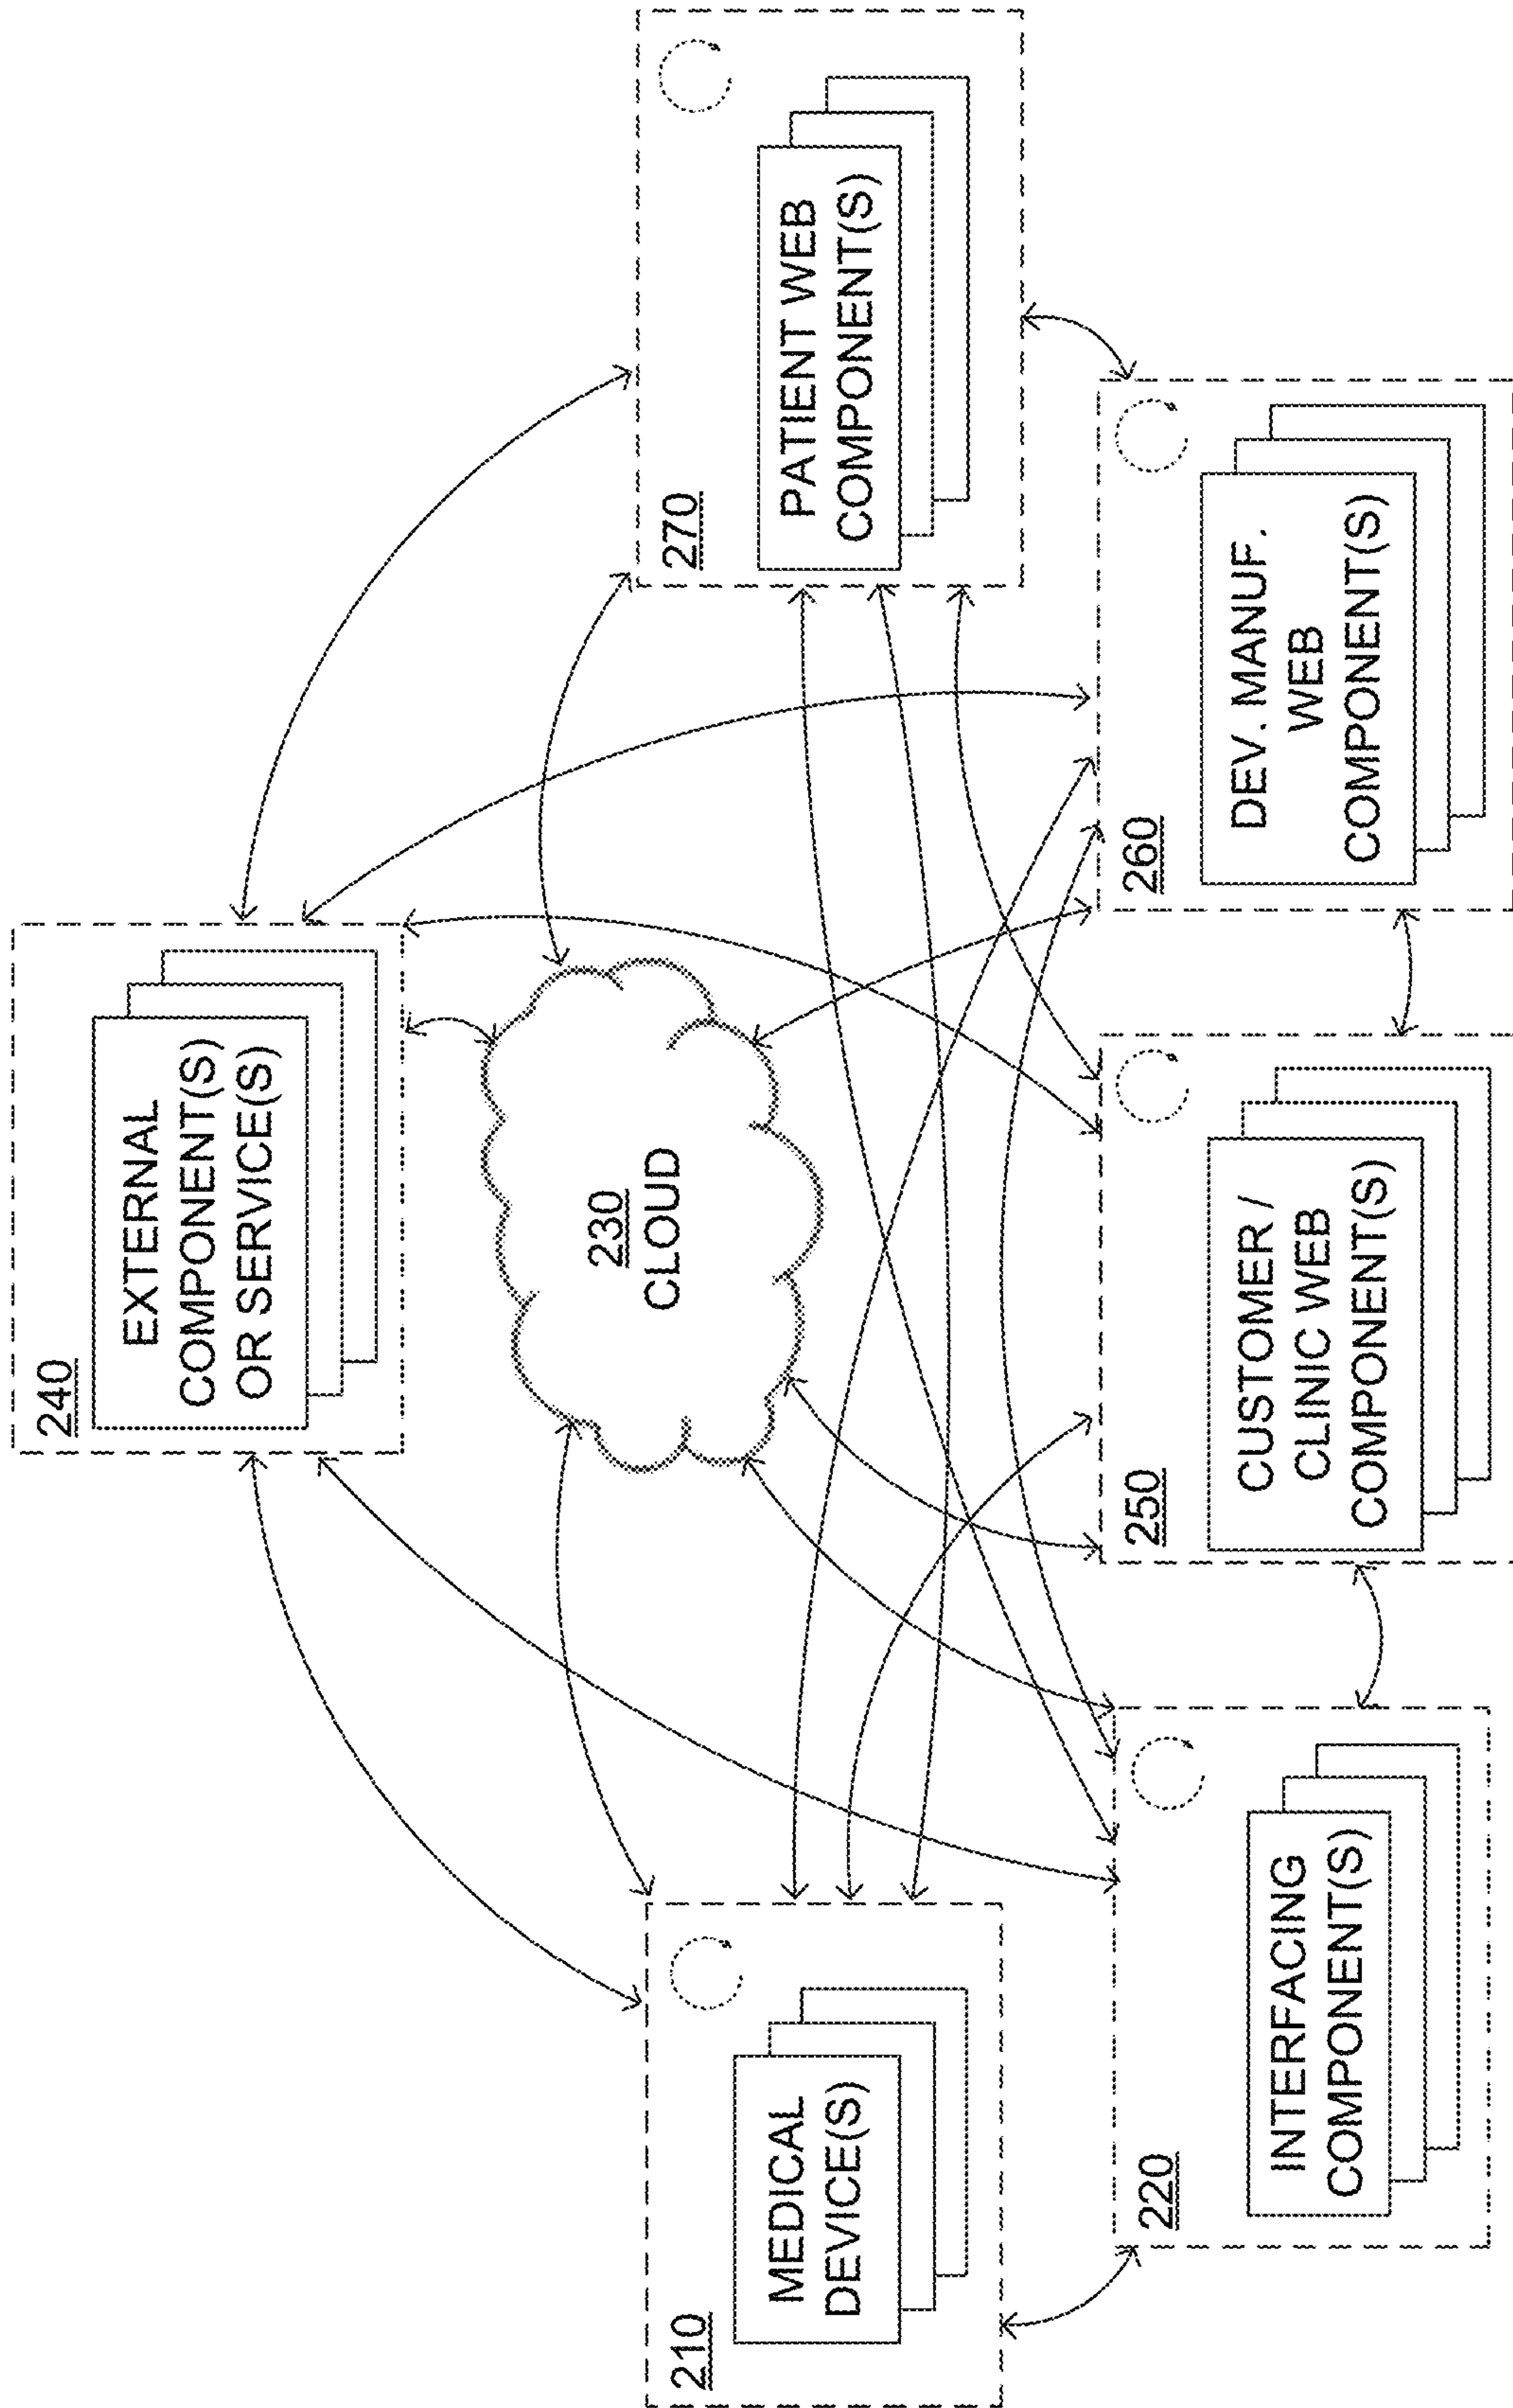 240
EXTERNAL
COMPONENT(S)
OR SERVICE(S)
230
CLOUD
210
MEDICAL
DEVICE(S)
270
PATIENT WEB
COMPONENT(S)
220
INTERFACING
COMPONENT(S)
250
CUSTOMER /
CLINIC WEB
COMPONENT(S)
260
DEV. MANUF.
WEB
COMPONENT(S)